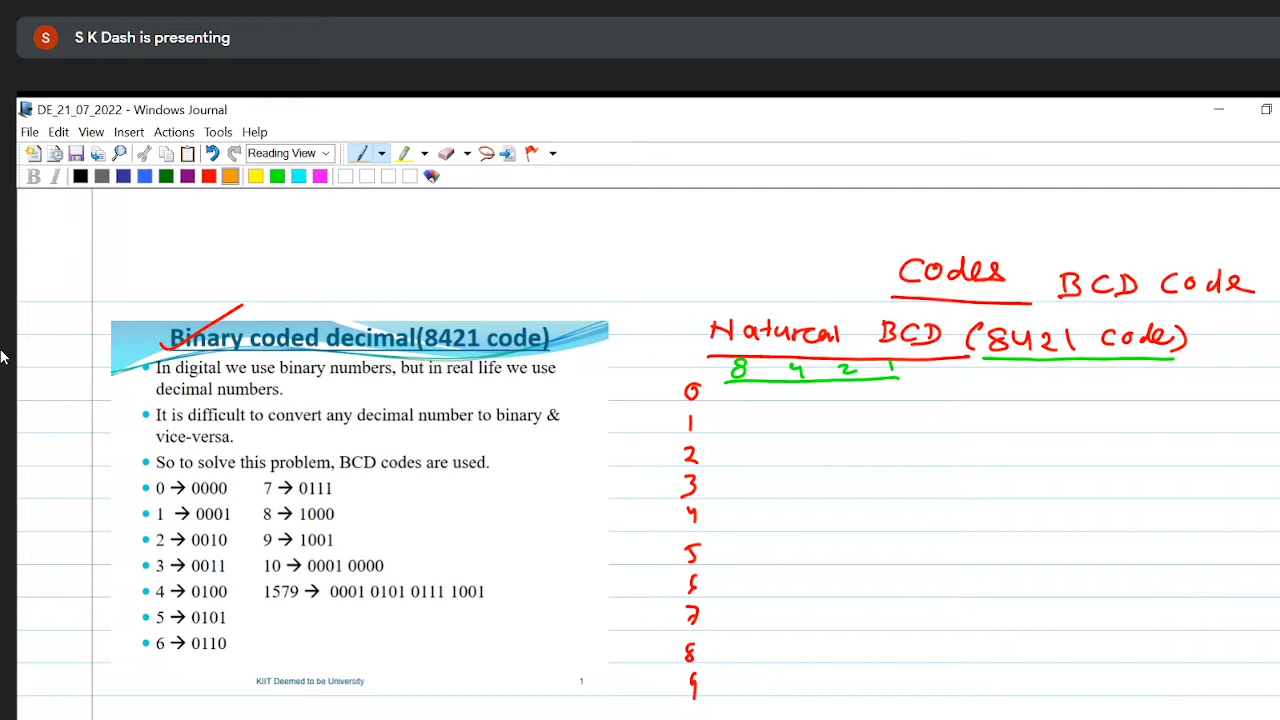 S
S K Dash is presenting
DE_21_07_2022 - Windows Journal
File Edit View Insert Actions Tools Help
Reading View
B I
Codes BCD Code
Binary coded decimal(8421 code)
In digital we use binary numbers, but in real life we use
decimal numbers.
It is difficult to convert any decimal number to binary &
vice-versa.
So to solve this problem, BCD codes are used.
0 → 0000 7 → 0111
1 → 0001 8 → 1000
2 → 0010 9 → 1001
3 → 0011 10 → 0001 0000
4 → 0100 1579 → 0001 0101 0111 1001
5 → 0101
6 → 0110
KIIT Deemed to be University 1
Natural BCD (8421 code)
8 4 2 1
0
1
2
3
4
5
6
7
8
9